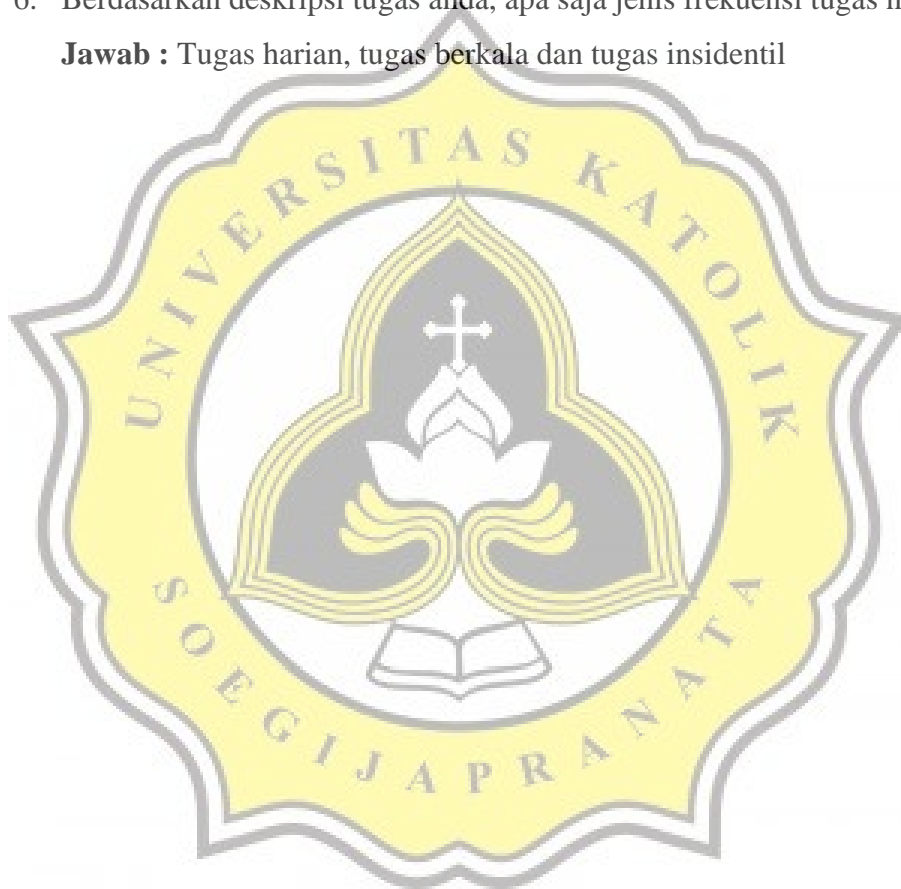 6. Berdasarkan deskripsi tugas anda, apa saja jenis frekuensi tugas
Jawab : Tugas harian, tugas berkala dan tugas insidentil
UNIVERSITAS KATOLIK
SOEGIJAPRANATA